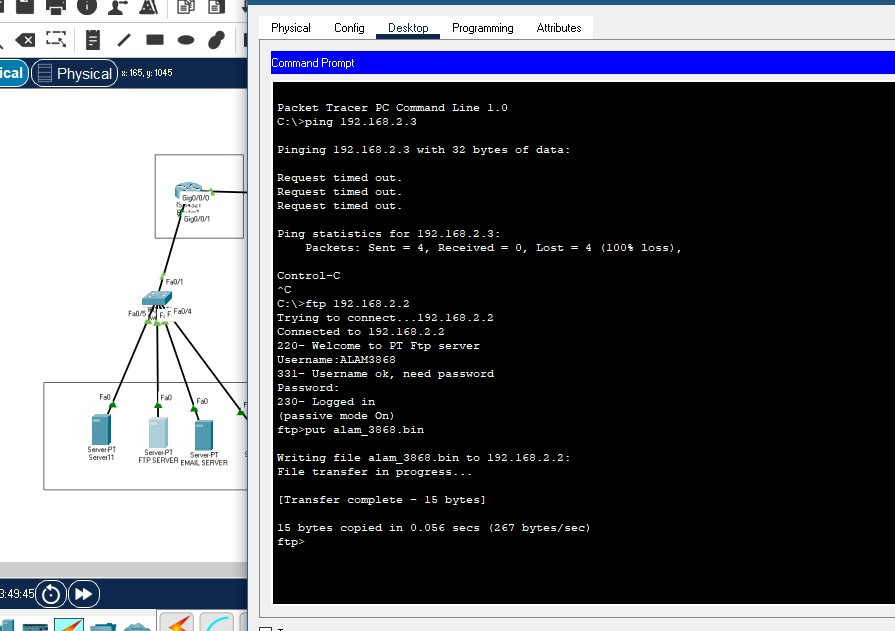 Physical
Config
Desktop
Programming
Attributes
ical
Physical
x: 165, y: 1045
Command Prompt
Packet Tracer PC Command Line 1.0
C:\>ping 192.168.2.3
Pinging 192.168.2.3 with 32 bytes of data:
Request timed out.
Request timed out.
Request timed out.
Ping statistics for 192.168.2.3:
Packets: Sent = 4, Received = 0, Lost = 4 (100% loss),
Control-C
^C
C:\>ftp 192.168.2.2
Trying to connect...192.168.2.2
Connected to 192.168.2.2
220- Welcome to PT Ftp server
Username:ALAM3868
331- Username ok, need password
Password:
230- Logged in
(passive mode On)
ftp>put alam_3868.bin
Writing file alam_3868.bin to 192.168.2.2:
File transfer in progress...
[Transfer complete - 15 bytes]
15 bytes copied in 0.056 secs (267 bytes/sec)
ftp>
Gig0/0/0
Gig0/0/1
Fa0/1
Fa0/5
Fa0/4
Fa0
Fa0
Fa0
Server-PT
Server11
Server-PT
FTP SERVER
Server-PT
EMAIL SERVER
3:49:45